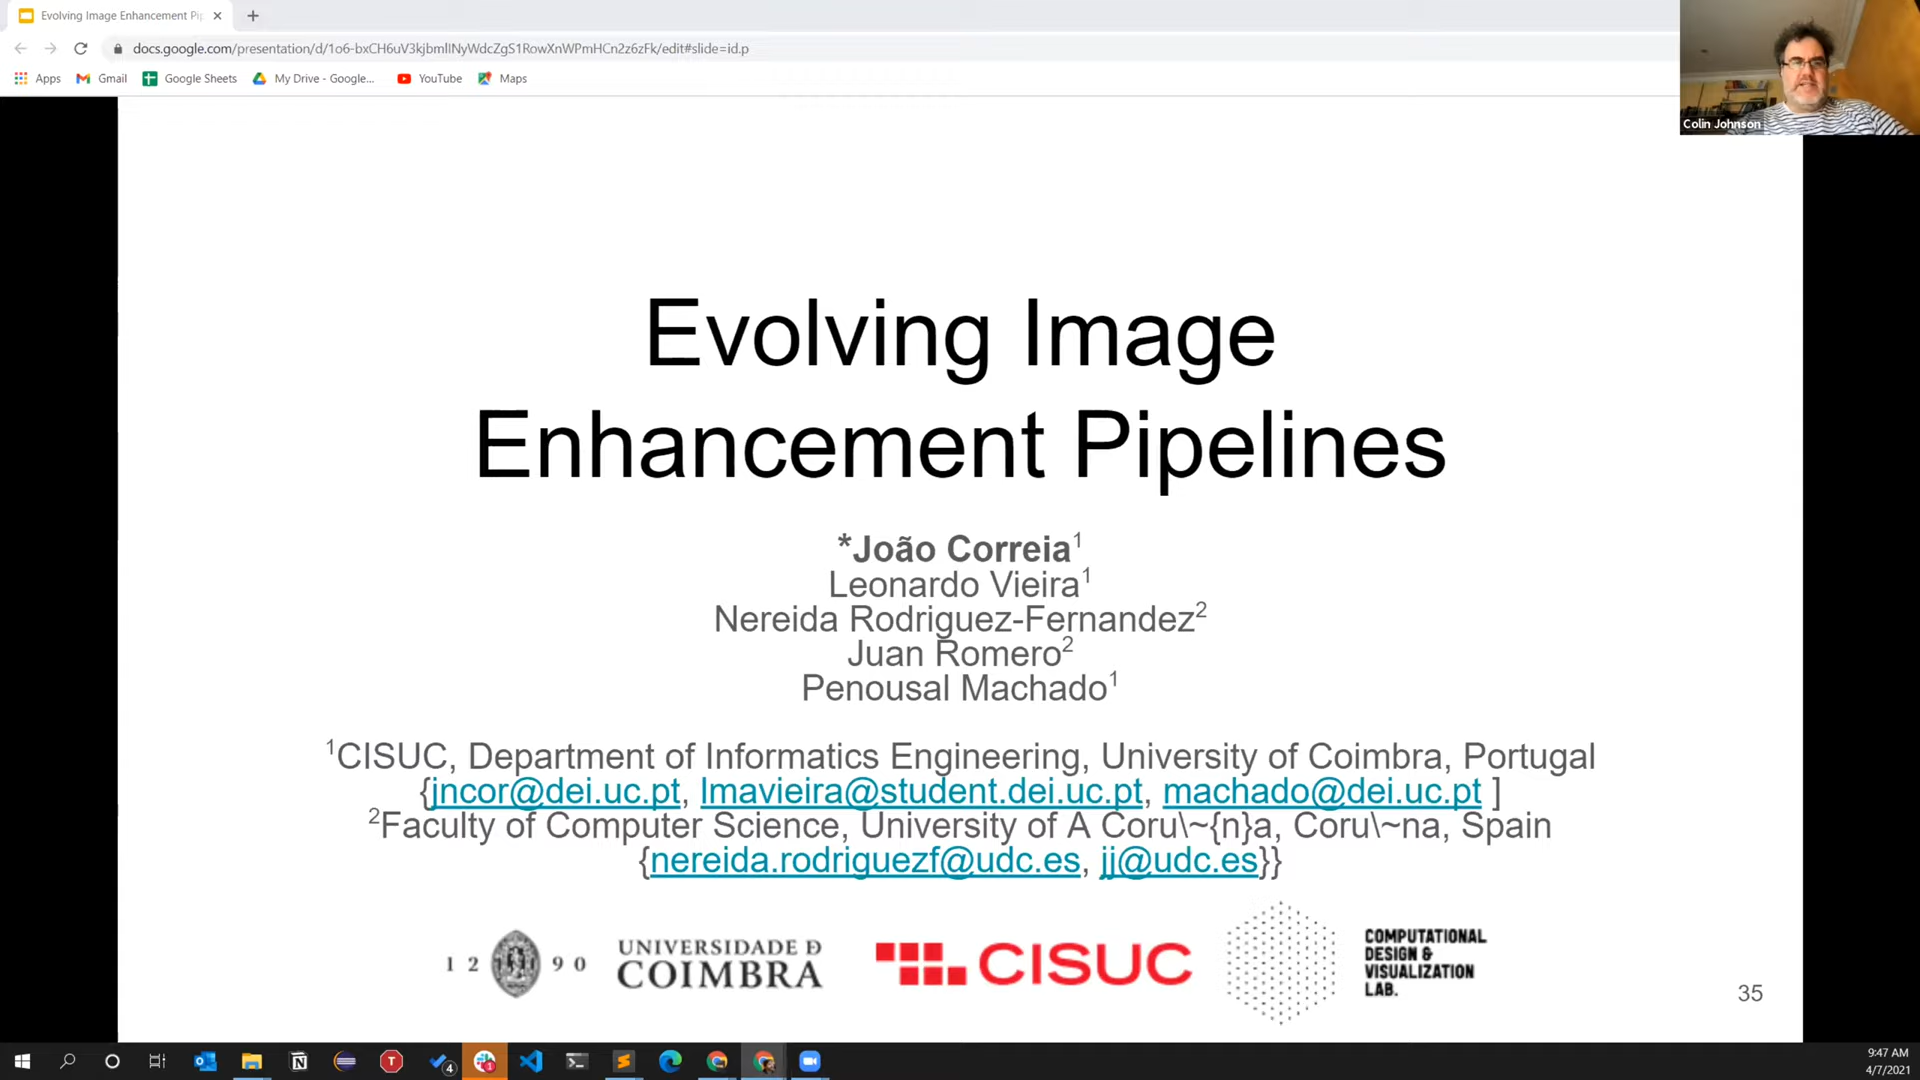 Evolving Image Enhancement Pip
docs.google.com/presentation/d/1o6-bxCH6uV3kjbmlINyWdcZgS1RowXnWPmHCn2z6zFk/edit#slide=id.p
Apps Gmail Google Sheets My Drive - Google... YouTube Maps
Colin Johnson
Evolving Image
Enhancement Pipelines
*João Correia¹
Leonardo Vieira¹
Nereida Rodriguez-Fernandez²
Juan Romero²
Penousal Machado¹
¹CISUC, Department of Informatics Engineering, University of Coimbra, Portugal
{jncor@dei.uc.pt, lmavieira@student.dei.uc.pt, machado@dei.uc.pt ]
²Faculty of Computer Science, University of A Coru\~{n}a, Coru\~na, Spain
{nereida.rodriguezf@udc.es, jj@udc.es}}
12 90
UNIVERSIDADE Ð
COIMBRA
CISUC
COMPUTATIONAL
DESIGN &
VISUALIZATION
LAB.
35
4
1
9:47 AM
4/7/2021